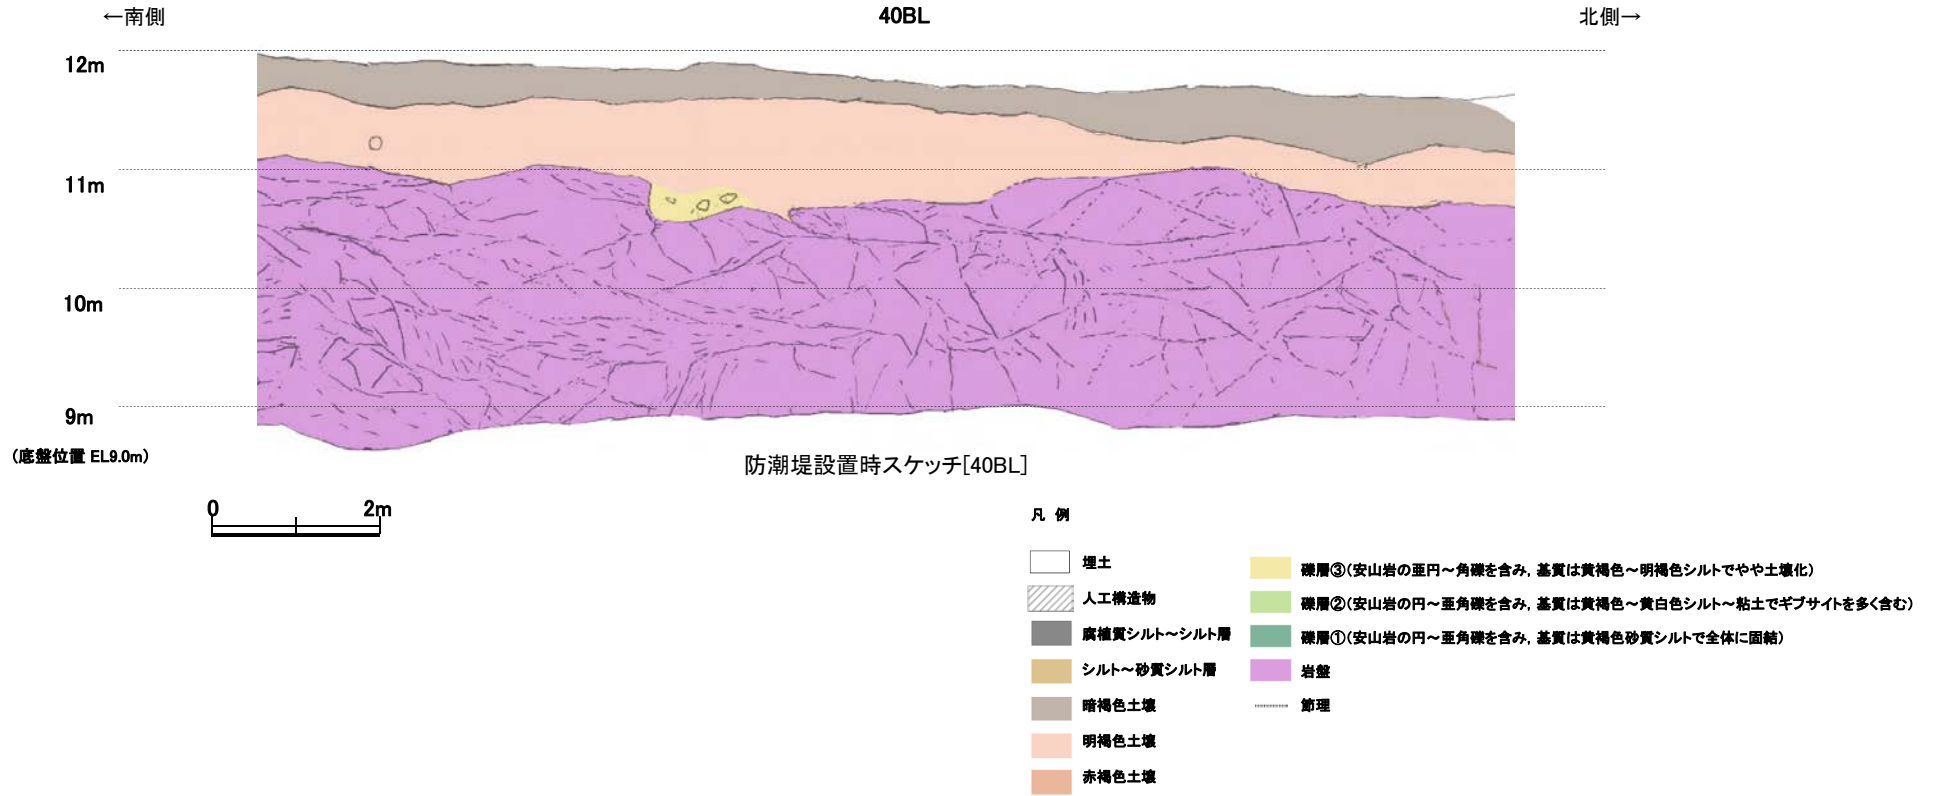 ←南側
40BL
北側→
12m
11m
10m
9m
(底盤位置 EL9.0m)
防潮堤設置時スケッチ[40BL]
0
2m
凡 例
埋土
人工構造物
腐植質シルト～シルト層
シルト～砂質シルト層
暗褐色土壌
明褐色土壌
赤褐色土壌
礫層③(安山岩の亜円～角礫を含み, 基質は黄褐色～明褐色シルトでやや土壌化)
礫層②(安山岩の円～亜角礫を含み, 基質は黄褐色～黄白色シルト～粘土でギブサイトを多く含む)
礫層①(安山岩の円～亜角礫を含み, 基質は黄褐色砂質シルトで全体に固結)
岩盤
節理